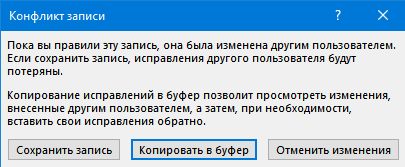 Конфликт записи
Пока вы правили эту запись, она была изменена другим пользователем.
Если сохранить запись, исправления другого пользователя будут
потеряны.
Копирование исправлений в буфер позволит просмотреть изменения,
внесенные другим пользователем, а затем, при необходимости,
вставить свои исправления обратно.
Сохранить запись Копировать в буфер Отменить изменения